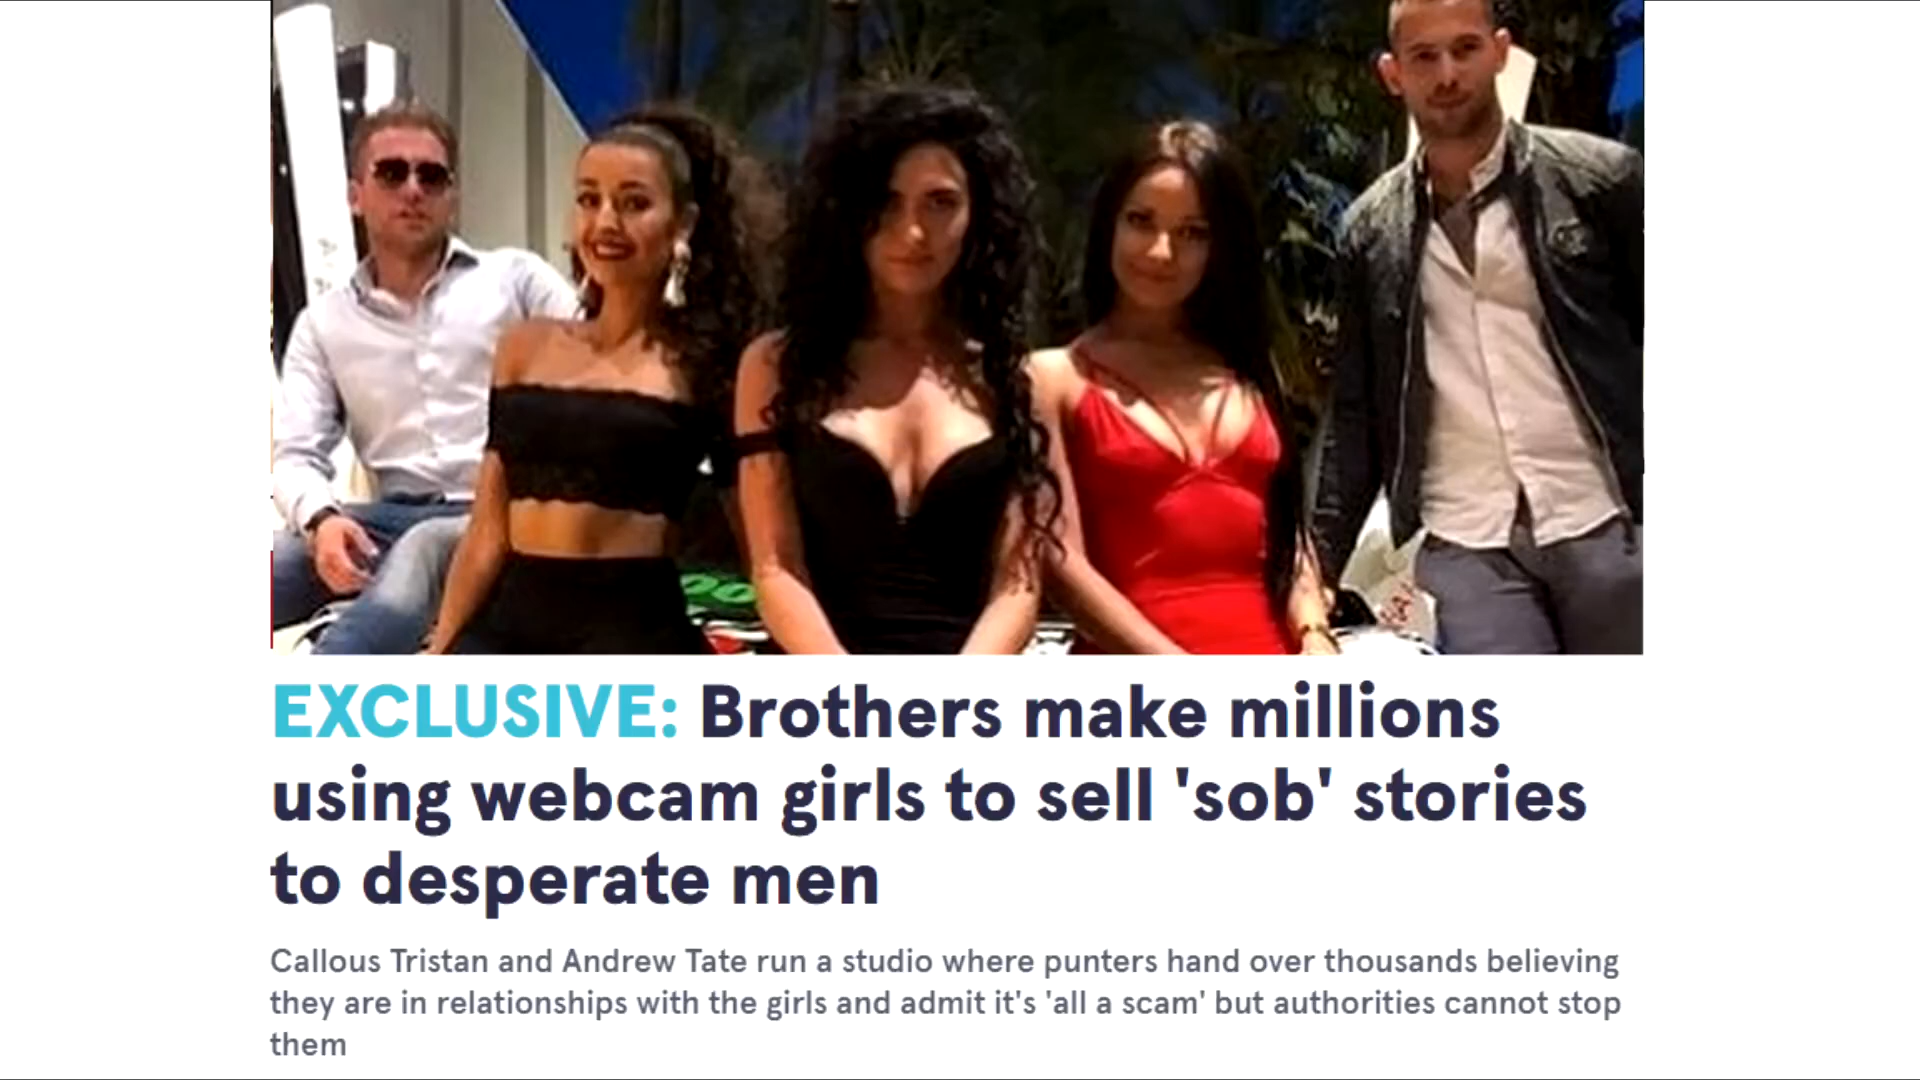 EXCLUSIVE: Brothers make millions
using webcam girls to sell 'sob' stories
to desperate men
Callous Tristan and Andrew Tate run a studio where punters hand over thousands believing
they are in relationships with the girls and admit it's 'all a scam' but authorities cannot stop
them